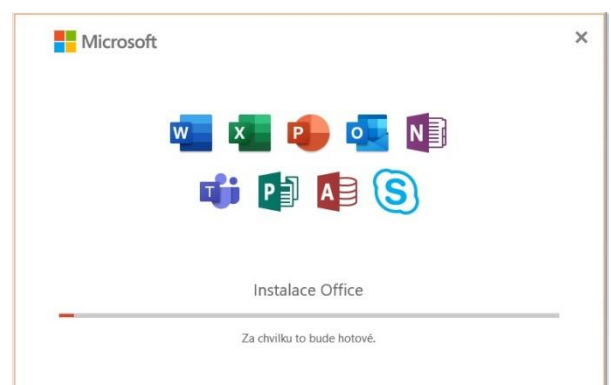 Microsoft
W X P O N
T P A S
Instalace Office
Za chvilku to bude hotové.